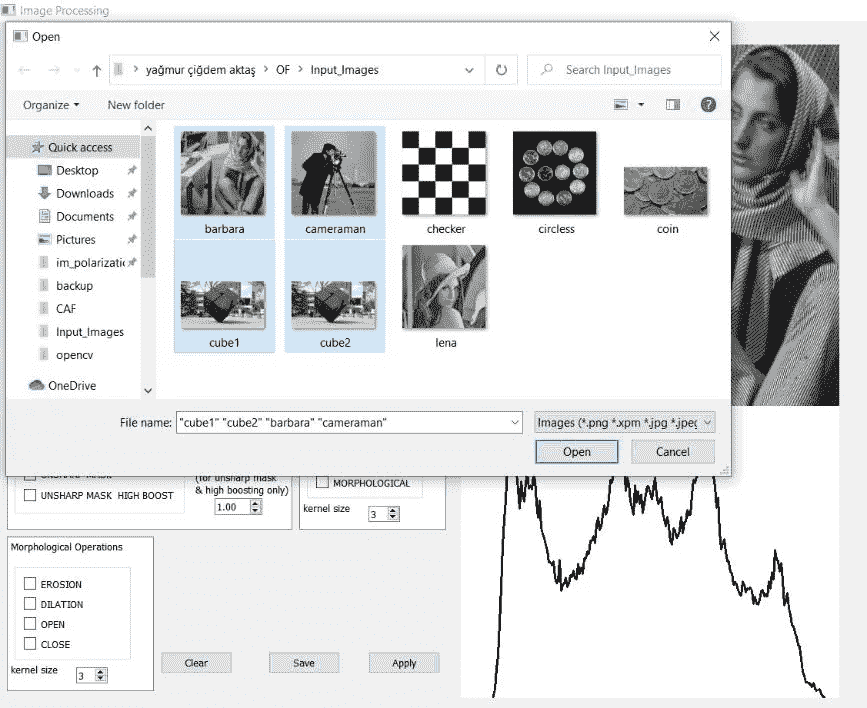 Image Processing
Open
yağmur çiğdem aktaş > OF > Input_Images
Search Input_Images
Organize
New folder
Quick access
Desktop
Downloads
Documents
Pictures
im_polarizatic
backup
CAF
Input_Images
opencv
OneDrive
barbara
cameraman
checker
circless
coin
cube1
cube2
lena
File name:
"cube1" "cube2" "barbara" "cameraman"
Images (*.png *.xpm *.jpg *.jpeg
Open
Cancel
UNSHARP MASK
UNSHARP MASK HIGH BOOST
(for unsharp mask
& high boosting only)
1.00
MORPHOLOGICAL
kernel size
3
Morphological Operations
EROSION
DILATION
OPEN
CLOSE
kernel size
3
Clear
Save
Apply